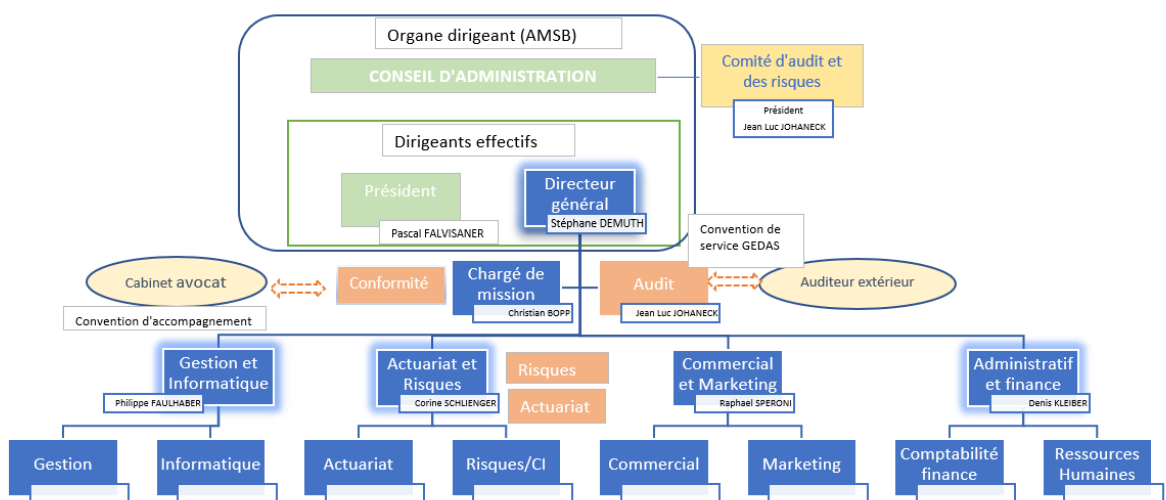 Organe dirigeant (AMSB)
CONSEIL D'ADMINISTRATION
Comité d'audit et
des risques
Président
Jean Luc JOHANECK
Dirigeants effectifs
Président
Pascal FALVISANER
Directeur
général
Stéphane DEMUTH
Convention de
service GEDAS
Cabinet avocat
Convention d'accompagnement
Conformité
Chargé de
mission
Christian BOPP
Audit
Jean Luc JOHANECK
Auditeur extérieur
Gestion et
Informatique
Philippe FAULHABER
Actuariat et
Risques
Corine SCHLIENGER
Risques
Actuariat
Commercial
et Marketing
Raphael SPERONI
Administratif
et finance
Denis KLEIBER
Gestion
Informatique
Actuariat
Risques/CI
Commercial
Marketing
Comptabilité
finance
Ressources
Humaines